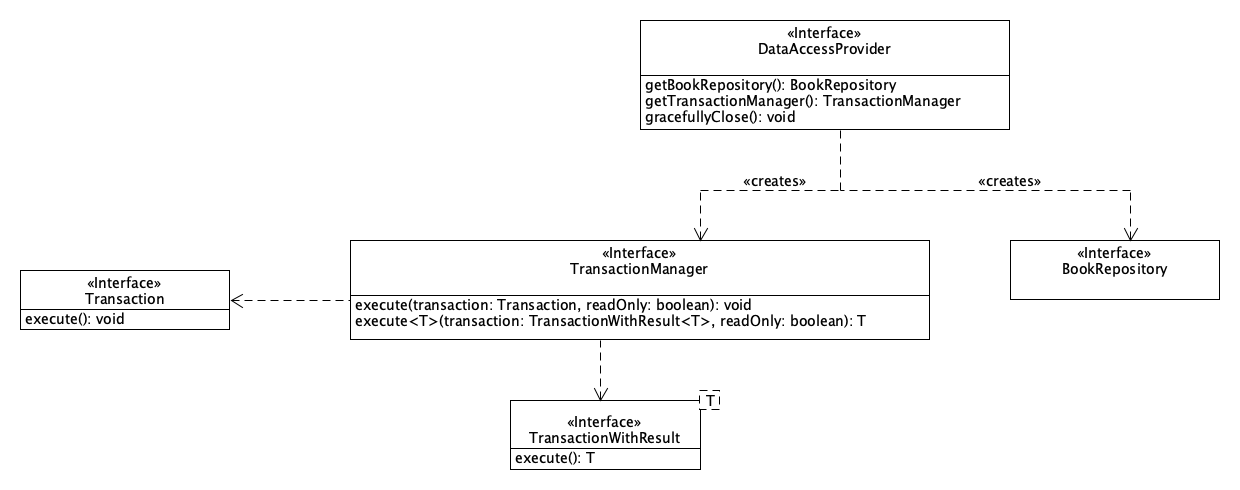 «Interface»
DataAccessProvider
getBookRepository(): BookRepository
getTransactionManager(): TransactionManager
gracefullyClose(): void
«creates»
«creates»
«Interface»
TransactionManager
execute(transaction: Transaction, readOnly: boolean): void
execute<T>(transaction: TransactionWithResult<T>, readOnly: boolean): T
«Interface»
BookRepository
«Interface»
Transaction
execute(): void
T
«Interface»
TransactionWithResult
execute(): T